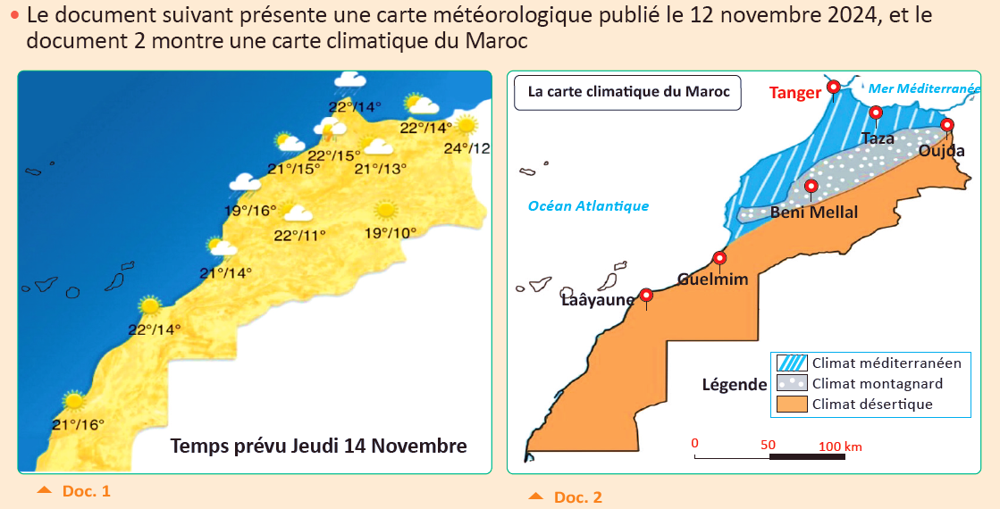 • Le document suivant présente une carte météorologique publié le 12 novembre 2024, et le
document 2 montre une carte climatique du Maroc
22°/14°
22°/14°
24°/12
22°/15°
21°/15°
21°/13°
19°/16°
22°/11°
19°/10°
21°/14°
22°/14°
21°/16°
Temps prévu Jeudi 14 Novembre
Doc. 1
La carte climatique du Maroc
Tanger
Mer Méditerranée
Taza
Oujda
Océan Atlantique
Beni Mellal
Guelmim
Laâyaune
Légende
Climat méditerranéen
Climat montagnard
Climat désertique
0 50 100 km
Doc. 2